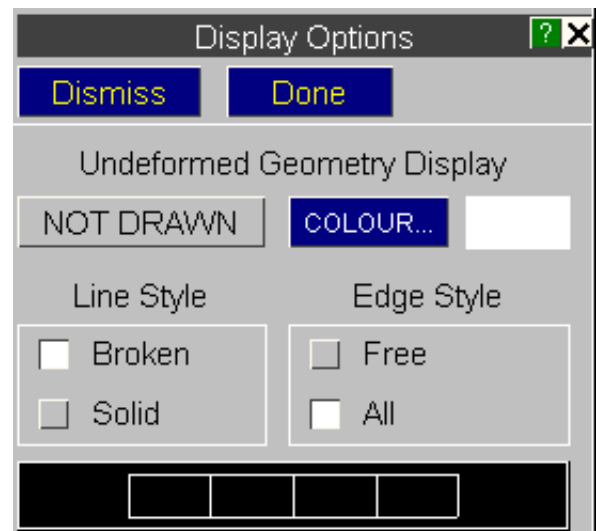 Display Options ?
Dismiss Done
Undeformed Geometry Display
NOT DRAWN COLOUR...
Line Style Edge Style
Broken Free
Solid All